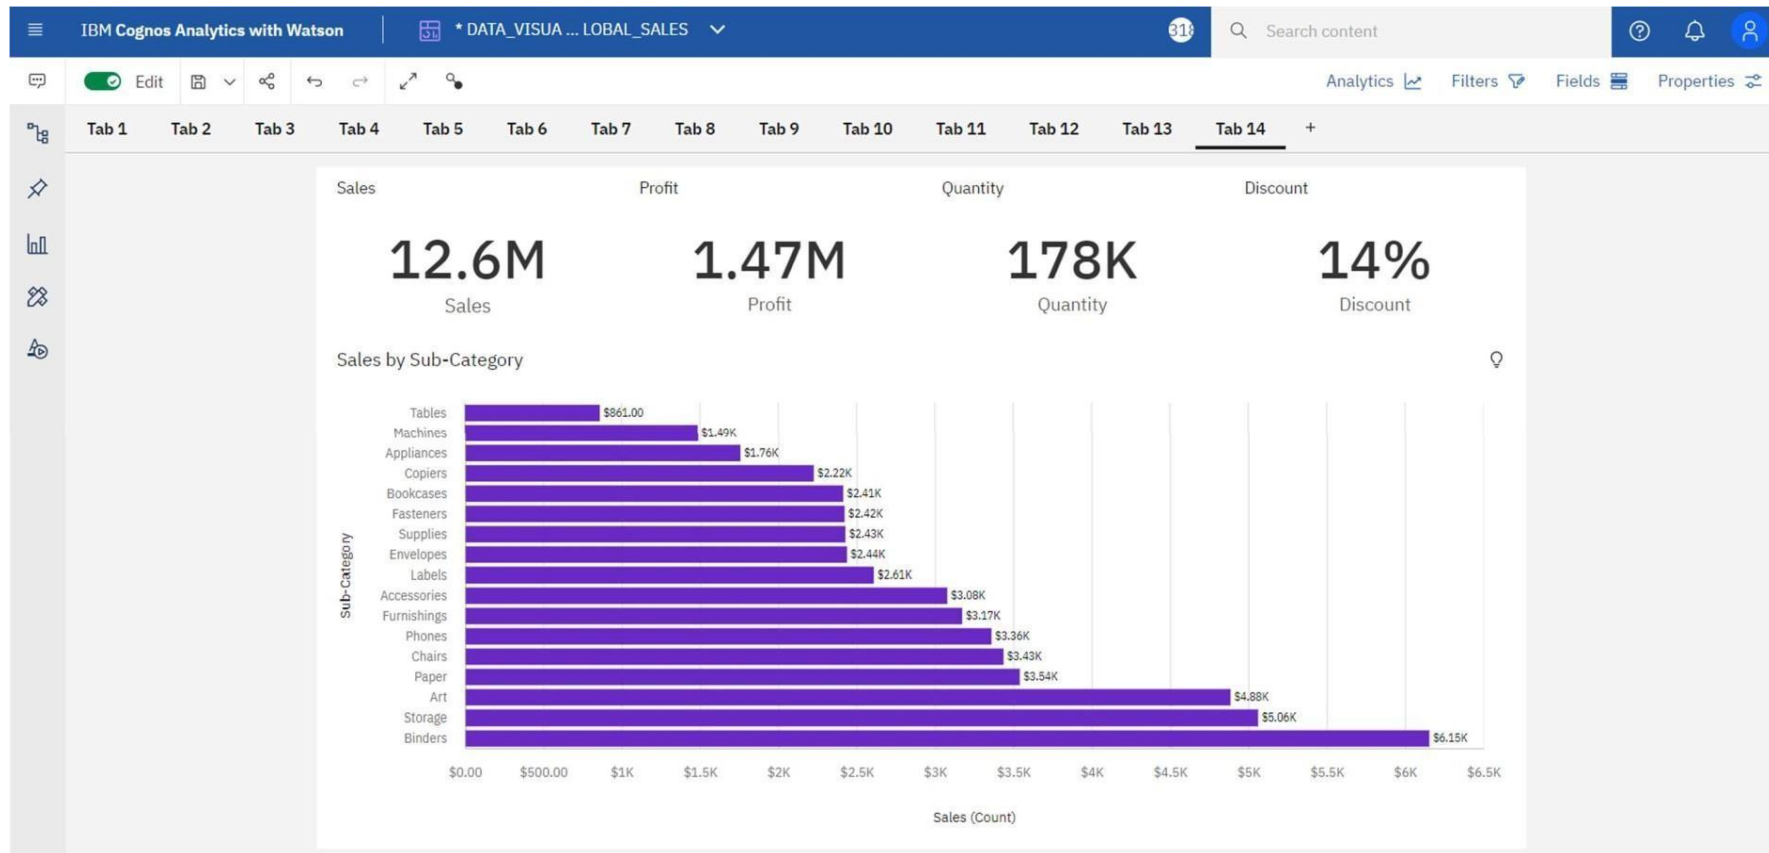 IBM Cognos Analytics with Watson
* DATA_VISUA ... LOBAL_SALES
318
Search content
Edit
Analytics
Filters
Fields
Properties
Tab 1 Tab 2 Tab 3 Tab 4 Tab 5 Tab 6 Tab 7 Tab 8 Tab 9 Tab 10 Tab 11 Tab 12 Tab 13 Tab 14 +
Sales Profit Quantity Discount
12.6M 1.47M 178K 14%
Sales Profit Quantity Discount
Sales by Sub-Category
Sub-Category
Tables $861.00
Machines $1.49K
Appliances $1.76K
Copiers $2.22K
Bookcases $2.41K
Fasteners $2.42K
Supplies $2.43K
Envelopes $2.44K
Labels $2.61K
Accessories $3.08K
Furnishings $3.17K
Phones $3.36K
Chairs $3.43K
Paper $3.54K
Art $4.88K
Storage $5.06K
Binders $6.15K
$0.00 $500.00 $1K $1.5K $2K $2.5K $3K $3.5K $4K $4.5K $5K $5.5K $6K $6.5K
Sales (Count)